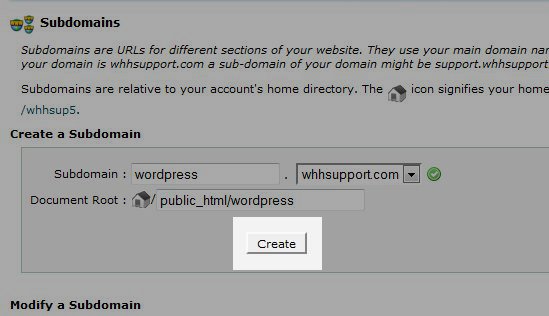 Subdomains
Subdomains are URLs for different sections of your website. They use your main domain nam
your domain is whhsupport.com a sub-domain of your domain might be support.whhsupport
Subdomains are relative to your account's home directory. The icon signifies your home
/whhsup5.
Create a Subdomain
Subdomain : wordpress . whhsupport.com
Document Root : / public_html/wordpress
Create
Modify a Subdomain